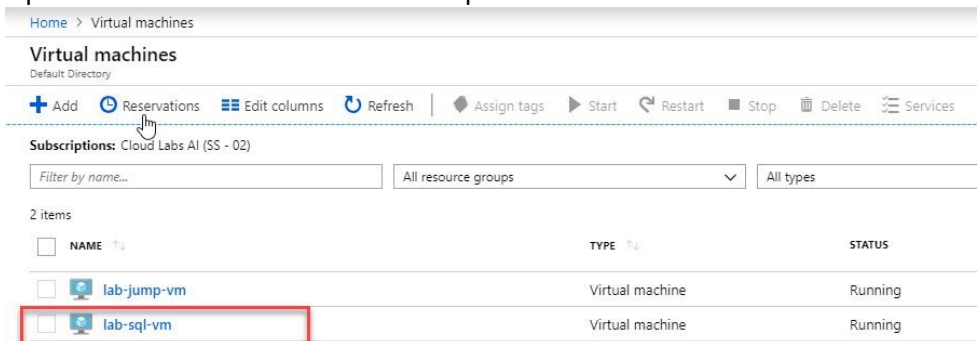 Home > Virtual machines
Virtual machines
Default Directory
Add Reservations Edit columns Refresh Assign tags Start Restart Stop Delete Services
Subscriptions: Cloud Labs AI (SS - 02)
Filter by name... All resource groups All types
2 items
NAME TYPE STATUS
lab-jump-vm Virtual machine Running
lab-sql-vm Virtual machine Running